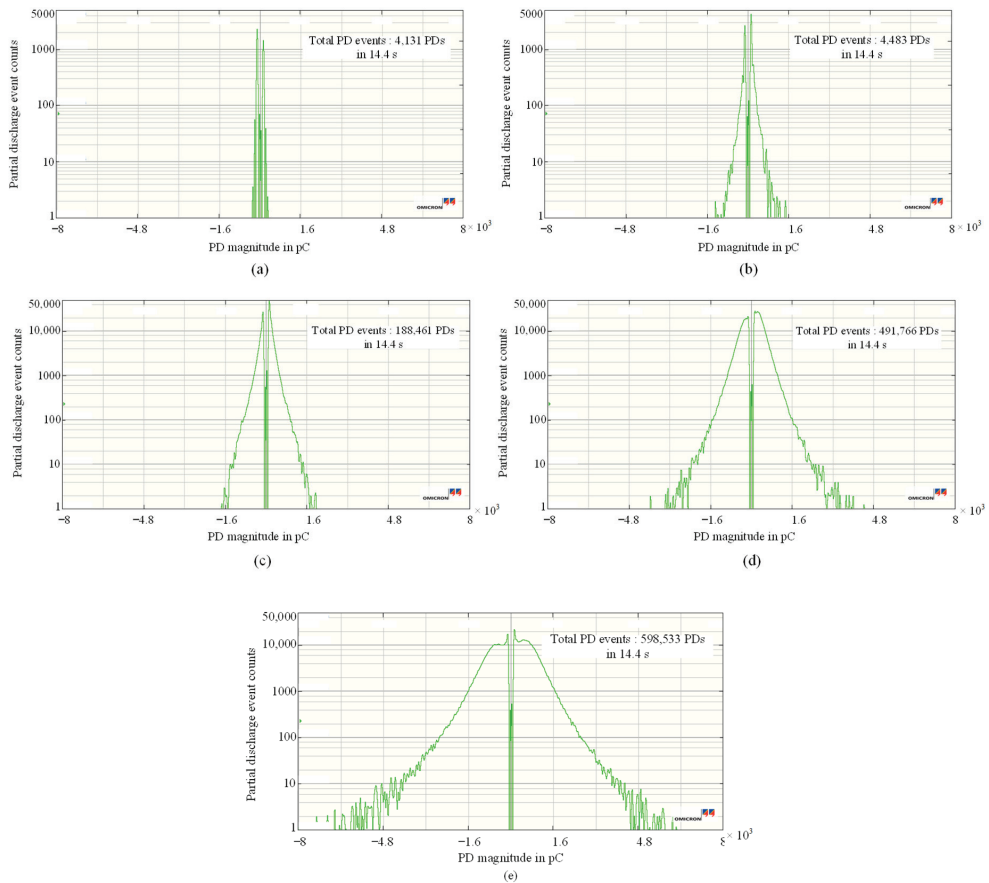 5000
1000
100
10
1
Partial discharge event counts
Total PD events : 4,131 PDs
in 14.4 s
OMICRON
−8 −4.8 −1.6 1.6 4.8 8 × 10³
PD magnitude in pC
(a)
5000
1000
100
10
1
Partial discharge event counts
Total PD events : 4,483 PDs
in 14.4 s
OMICRON
−8 −4.8 −1.6 1.6 4.8 8 × 10³
PD magnitude in pC
(b)
50,000
10,000
1000
100
10
1
Partial discharge event counts
Total PD events : 188,461 PDs
in 14.4 s
OMICRON
−8 −4.8 −1.6 1.6 4.8 8 × 10³
PD magnitude in pC
(c)
50,000
10,000
1000
100
10
1
Partial discharge event counts
Total PD events : 491,766 PDs
in 14.4 s
OMICRON
−8 −4.8 −1.6 1.6 4.8 8 × 10³
PD magnitude in pC
(d)
50,000
10,000
1000
100
10
1
Partial discharge event counts
Total PD events : 598,533 PDs
in 14.4 s
OMICRON
−8 −4.8 −1.6 1.6 4.8 8 × 10³
PD magnitude in pC
(e)